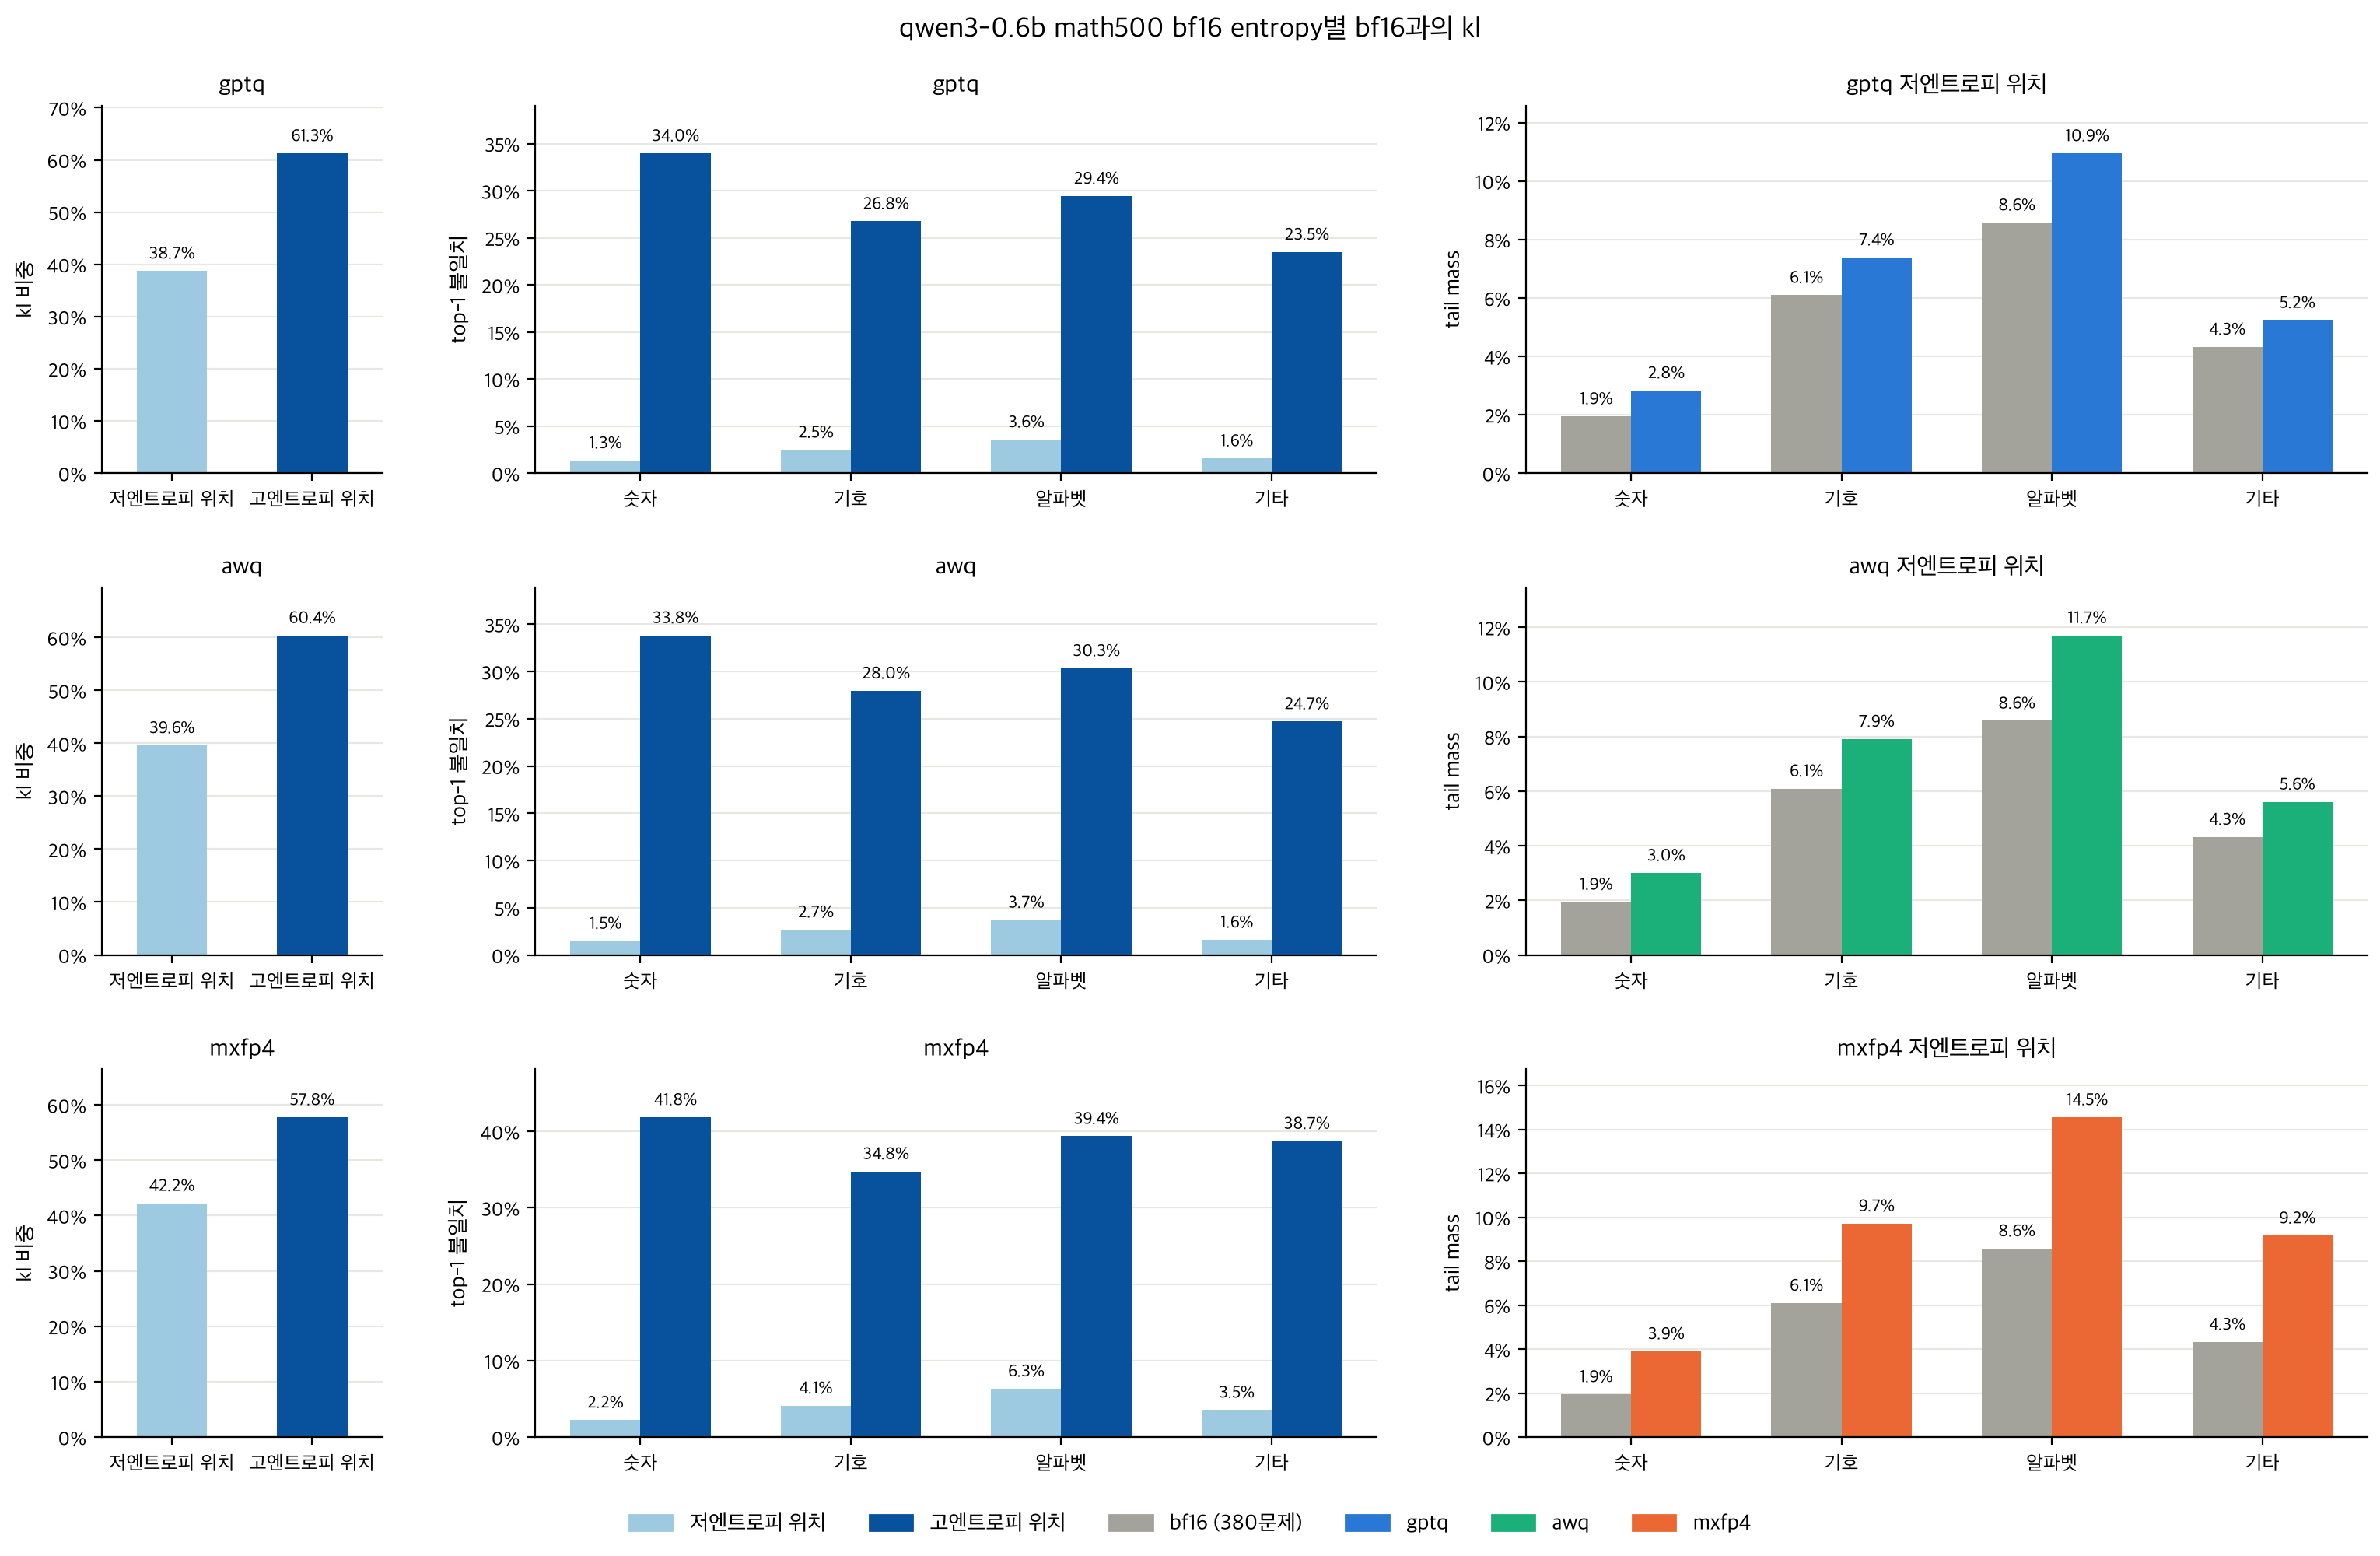 qwen3-0.6b math500 bf16 entropy별 bf16과의 kl
gptq
kl 비중
70%
60%
50%
40%
30%
20%
10%
0%
38.7%
61.3%
저엔트로피 위치
고엔트로피 위치
gptq
top-1 불일치
35%
30%
25%
20%
15%
10%
5%
0%
1.3%
34.0%
2.5%
26.8%
3.6%
29.4%
1.6%
23.5%
숫자
기호
알파벳
기타
gptq 저엔트로피 위치
tail mass
12%
10%
8%
6%
4%
2%
0%
1.9%
2.8%
6.1%
7.4%
8.6%
10.9%
4.3%
5.2%
숫자
기호
알파벳
기타
awq
kl 비중
60%
50%
40%
30%
20%
10%
0%
39.6%
60.4%
저엔트로피 위치
고엔트로피 위치
awq
top-1 불일치
35%
30%
25%
20%
15%
10%
5%
0%
1.5%
33.8%
2.7%
28.0%
3.7%
30.3%
1.6%
24.7%
숫자
기호
알파벳
기타
awq 저엔트로피 위치
tail mass
12%
10%
8%
6%
4%
2%
0%
1.9%
3.0%
6.1%
7.9%
8.6%
11.7%
4.3%
5.6%
숫자
기호
알파벳
기타
mxfp4
kl 비중
60%
50%
40%
30%
20%
10%
0%
42.2%
57.8%
저엔트로피 위치
고엔트로피 위치
mxfp4
top-1 불일치
40%
30%
20%
10%
0%
2.2%
41.8%
4.1%
34.8%
6.3%
39.4%
3.5%
38.7%
숫자
기호
알파벳
기타
mxfp4 저엔트로피 위치
tail mass
16%
14%
12%
10%
8%
6%
4%
2%
0%
1.9%
3.9%
6.1%
9.7%
8.6%
14.5%
4.3%
9.2%
숫자
기호
알파벳
기타
저엔트로피 위치
고엔트로피 위치
bf16 (380문제)
gptq
awq
mxfp4